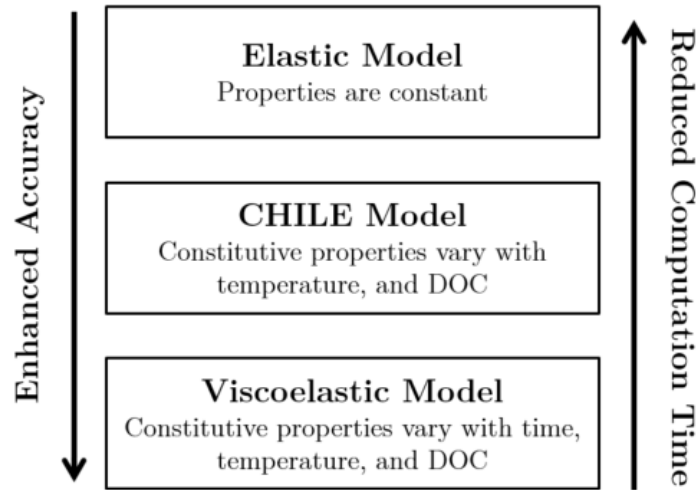 Enhanced Accuracy
Elastic Model
Properties are constant
CHILE Model
Constitutive properties vary with
temperature, and DOC
Viscoelastic Model
Constitutive properties vary with time,
temperature, and DOC
Reduced Computation Time